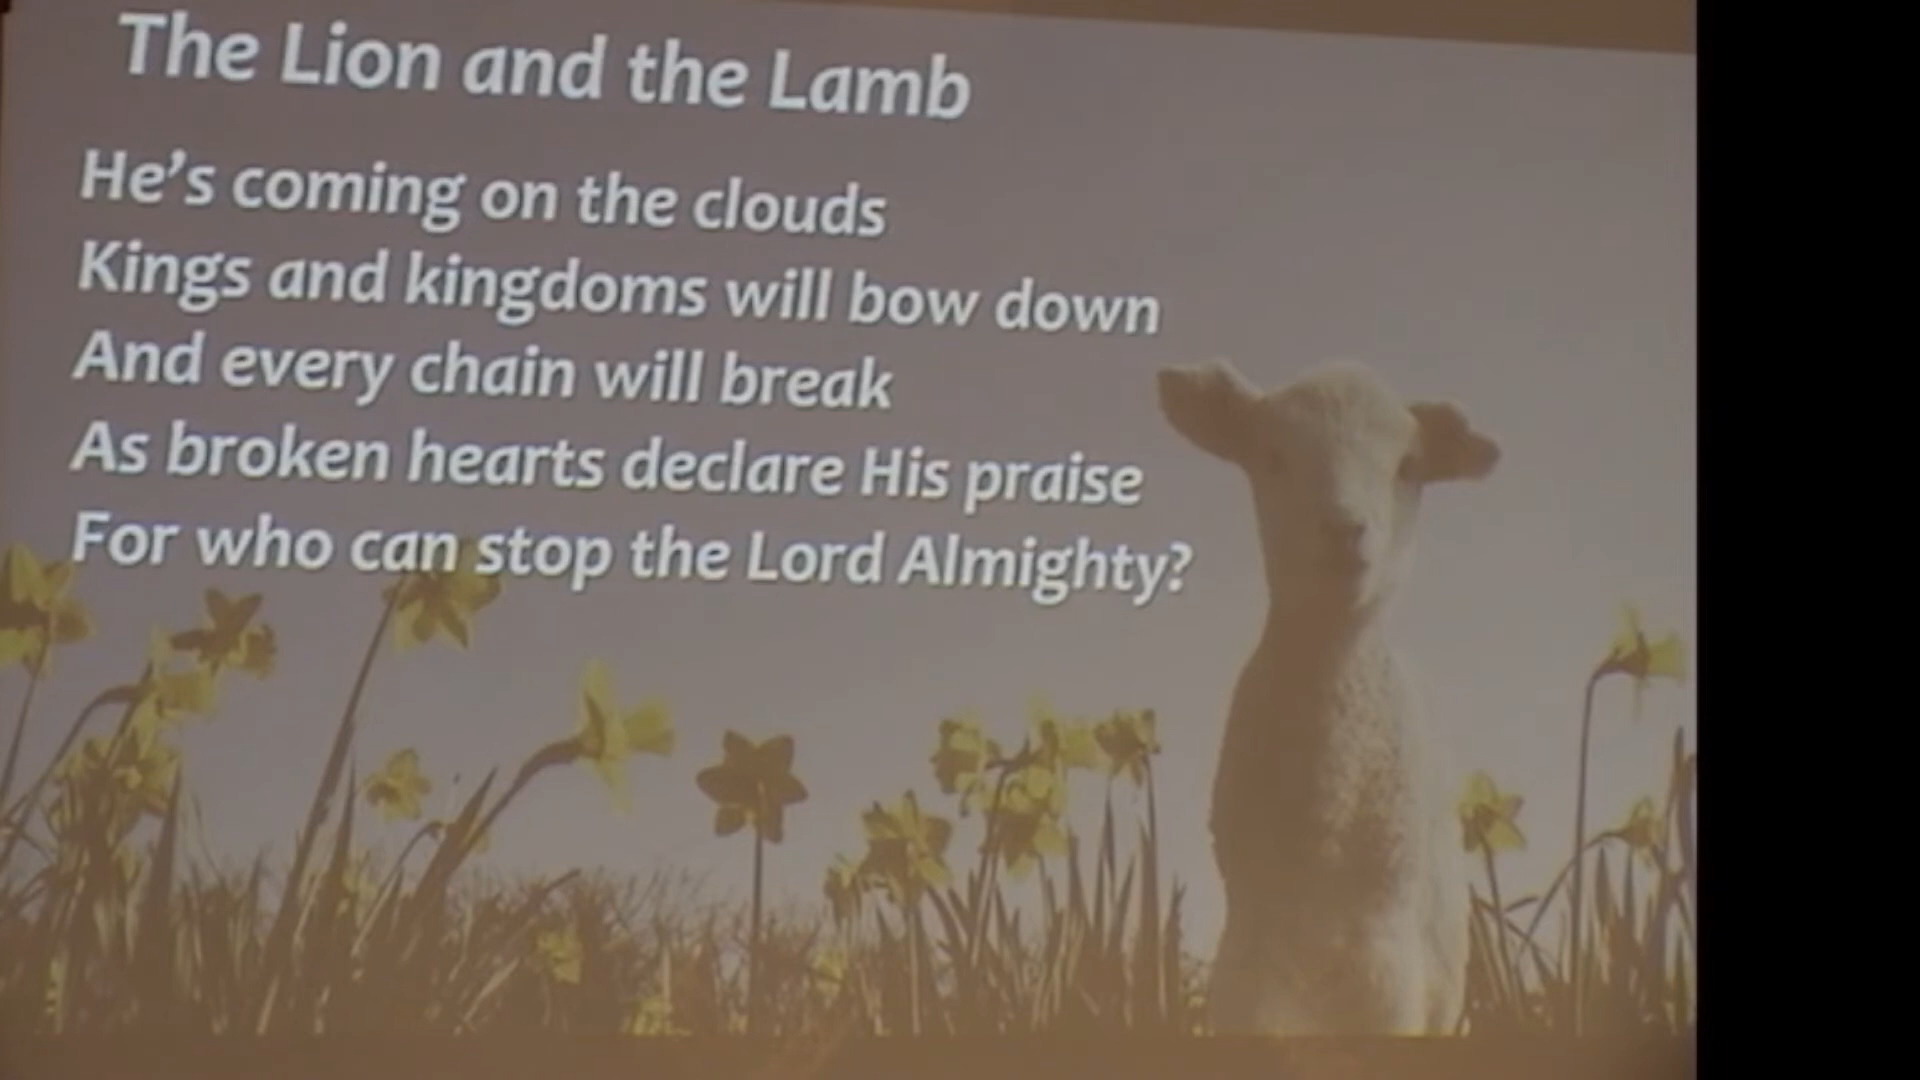 The Lion and the Lamb
He's coming on the clouds
Kings and kingdoms will bow down
And every chain will break
As broken hearts declare His praise
For who can stop the Lord Almighty?